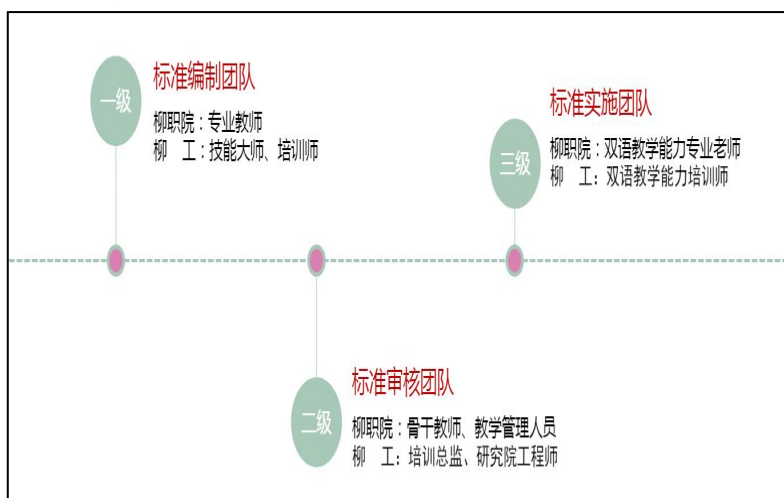 一级
标准编制团队
柳职院：专业教师
柳 工：技能大师、培训师
二级
标准审核团队
柳职院：骨干教师、教学管理人员
柳 工：培训总监、研究院工程师
三级
标准实施团队
柳职院：双语教学能力专业老师
柳 工：双语教学能力培训师